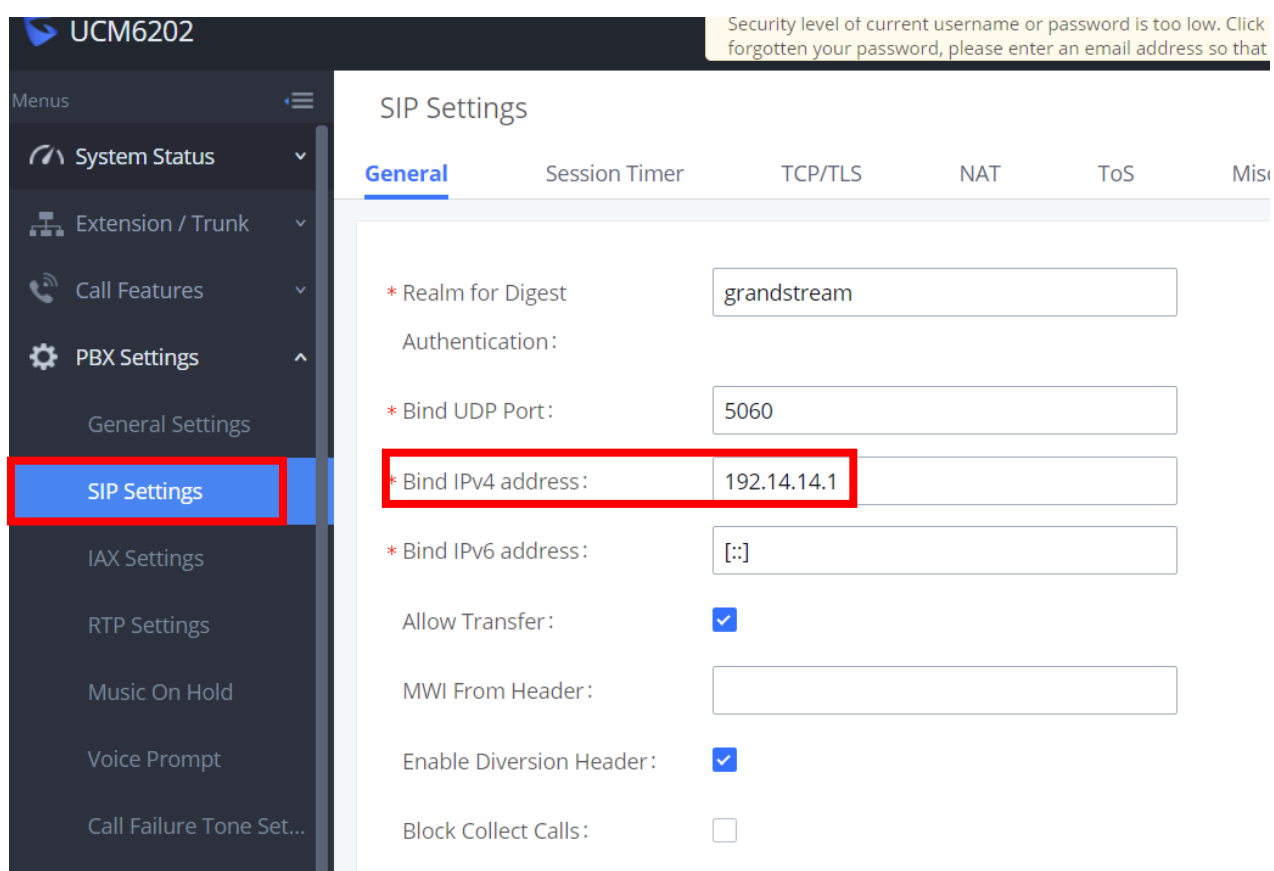 UCM6202
Security level of current username or password is too low. Click
forgotten your password, please enter an email address so that
Menus
System Status
Extension / Trunk
Call Features
PBX Settings
General Settings
SIP Settings
IAX Settings
RTP Settings
Music On Hold
Voice Prompt
Call Failure Tone Set...
SIP Settings
General Session Timer TCP/TLS NAT ToS Misc
* Realm for Digest grandstream
Authentication:
* Bind UDP Port: 5060
* Bind IPv4 address: 192.14.14.1
* Bind IPv6 address: [::]
Allow Transfer:
MWI From Header:
Enable Diversion Header:
Block Collect Calls: